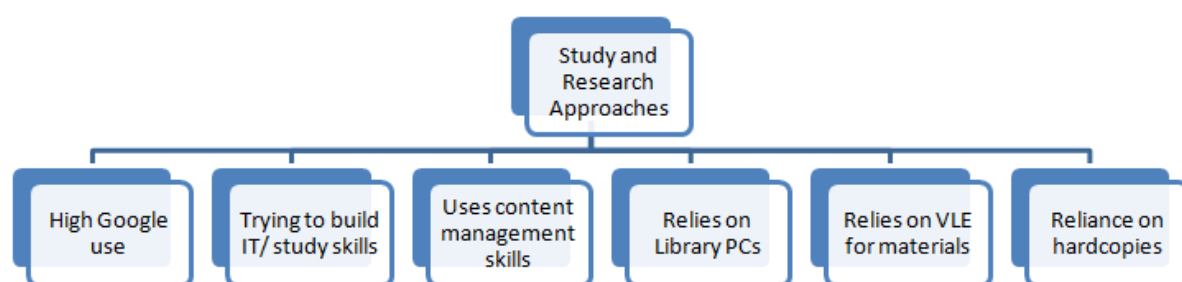 Study and
Research
Approaches
High Google
use
Trying to build
IT/ study skills
Uses content
management
skills
Relies on
Library PCs
Relies on VLE
for materials
Reliance on
hardcopies